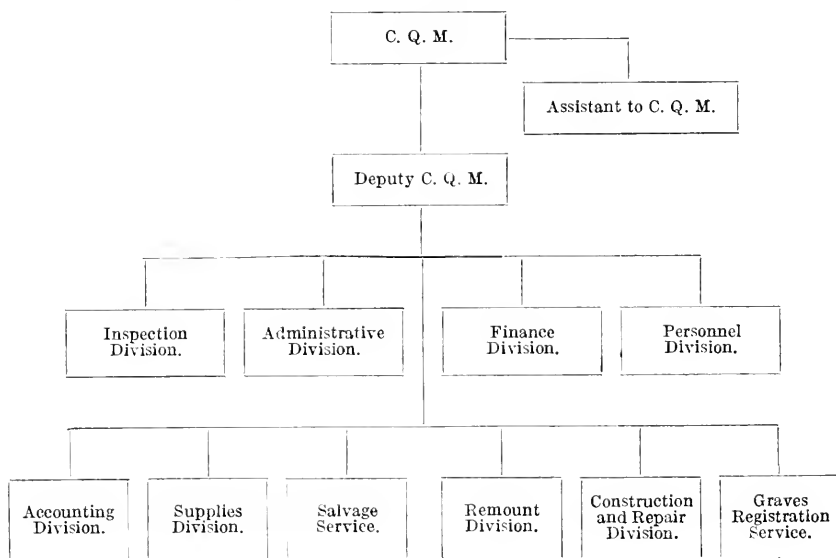 C. Q. M.
Assistant to C. Q. M.
Deputy C. Q. M.
Inspection
Division.
Administrative
Division.
Finance
Division.
Personnel
Division.
Accounting
Division.
Supplies
Division.
Salvage
Service.
Remount
Division.
Construction
and Repair
Division.
Graves
Registration
Service.